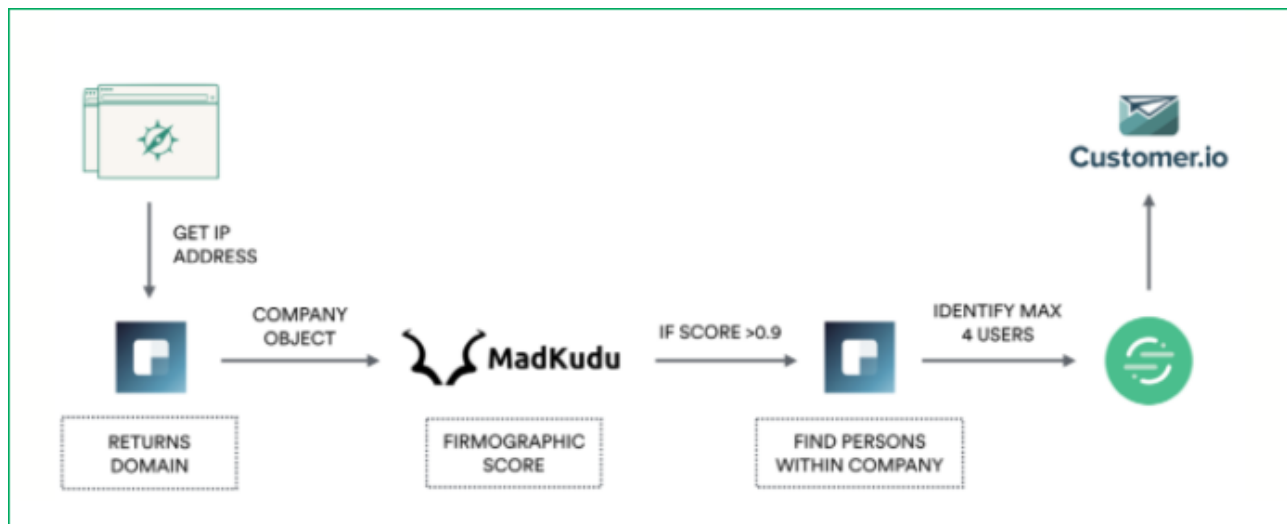 Customer.io
GET IP
ADDRESS
COMPANY
OBJECT
MadKudu
IF SCORE >0.9
IDENTIFY MAX
4 USERS
RETURNS
DOMAIN
FIRMOGRAPHIC
SCORE
FIND PERSONS
WITHIN COMPANY